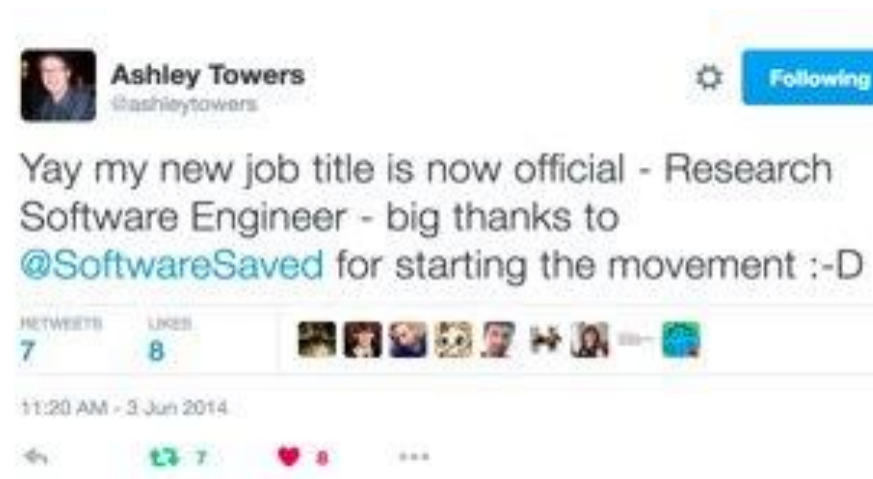 Ashley Towers
@ashleytowers
Following
Yay my new job title is now official - Research
Software Engineer - big thanks to
@SoftwareSaved for starting the movement :-D
RETWEETS LIKES
7 8
11:20 AM - 3 Jun 2014
7 8